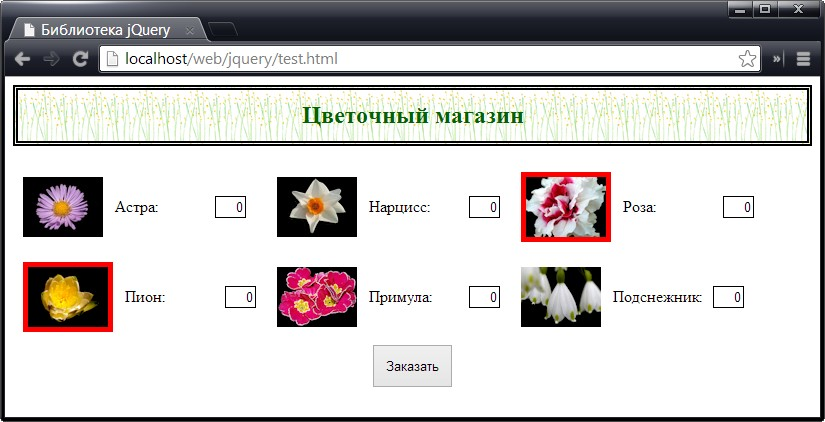 Библиотека jQuery
localhost/web/jquery/test.html
Цветочный магазин
Астра: 0 Нарцисс: 0 Роза: 0
Пион: 0 Примула: 0 Подснежник: 0
Заказать